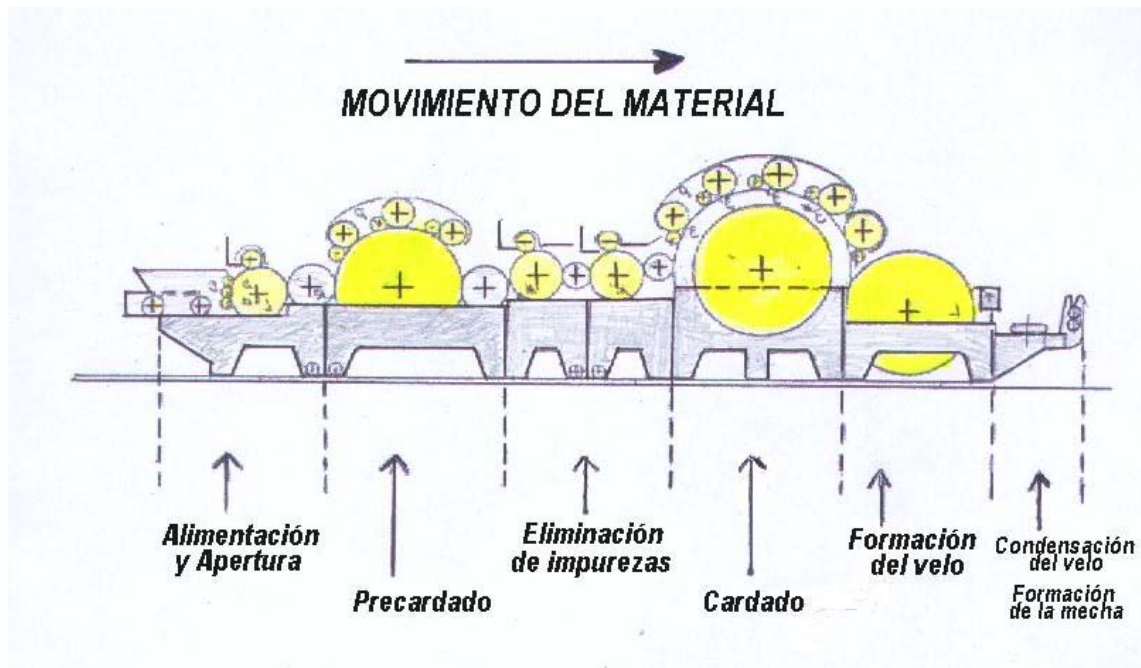 MOVIMIENTO DEL MATERIAL
Alimentación
y Apertura
Precardado
Eliminación
de impurezas
Cardado
Formación
del velo
Condensación
del velo
Formación
de la mecha